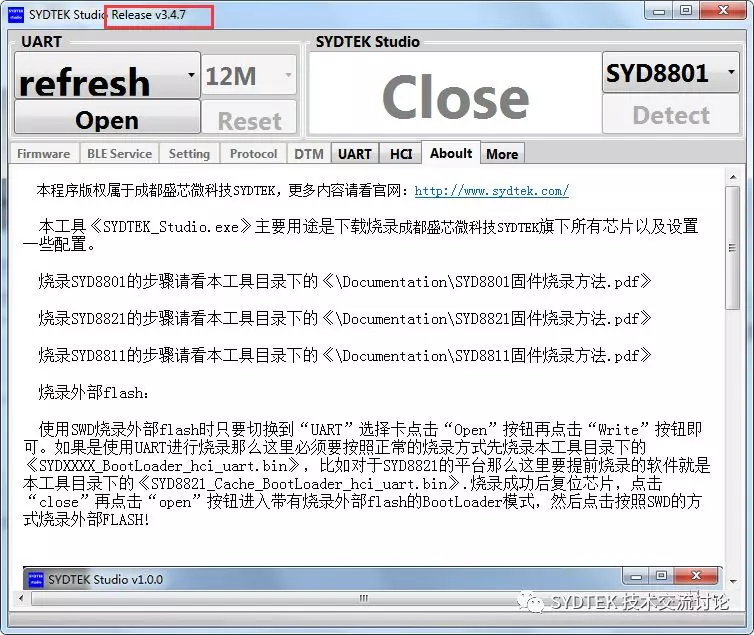 SYDTEK Studio Release v3.4.7
UART
SYDTEK Studio
refresh
12M
Close
SYD8801
Open
Reset
Detect
Firmware
BLE Service
Setting
Protocol
DTM
UART
HCI
Aboult
More
本程序版权属于成都盛芯微科技SYDTEK，更多内容请看官网：http://www.sydtek.com/
本工具《SYDTEK_Studio.exe》主要用途是下载烧录成都盛芯微科技SYDTEK旗下所有芯片以及设置
一些配置。
烧录SYD8801的步骤请看本工具目录下的《\Documentation\SYD8801固件烧录方法.pdf》
烧录SYD8821的步骤请看本工具目录下的《\Documentation\SYD8821固件烧录方法.pdf》
烧录SYD8811的步骤请看本工具目录下的《\Documentation\SYD8811固件烧录方法.pdf》
烧录外部flash：
使用SWD烧录外部flash时只要切换到“UART”选择卡点击“Open”按钮再点击“Write”按钮即
可。如果是使用UART进行烧录那么这里必须要按照正常的烧录方式先烧录本工具目录下的
《SYDXXXX_BootLoader_hci_uart.bin》，比如对于SYD8821的平台那么这里要提前烧录的软件就是
本工具目录下的《SYD8821_Cache_BootLoader_hci_uart.bin》.烧录成功后复位芯片，点击
“close”再点击“open”按钮进入带有烧录外部flash的BootLoader模式，然后点击按照SWD的方
式烧录外部FLASH!
SYDTEK Studio v1.0.0
SYDTEK 技术交流讨论